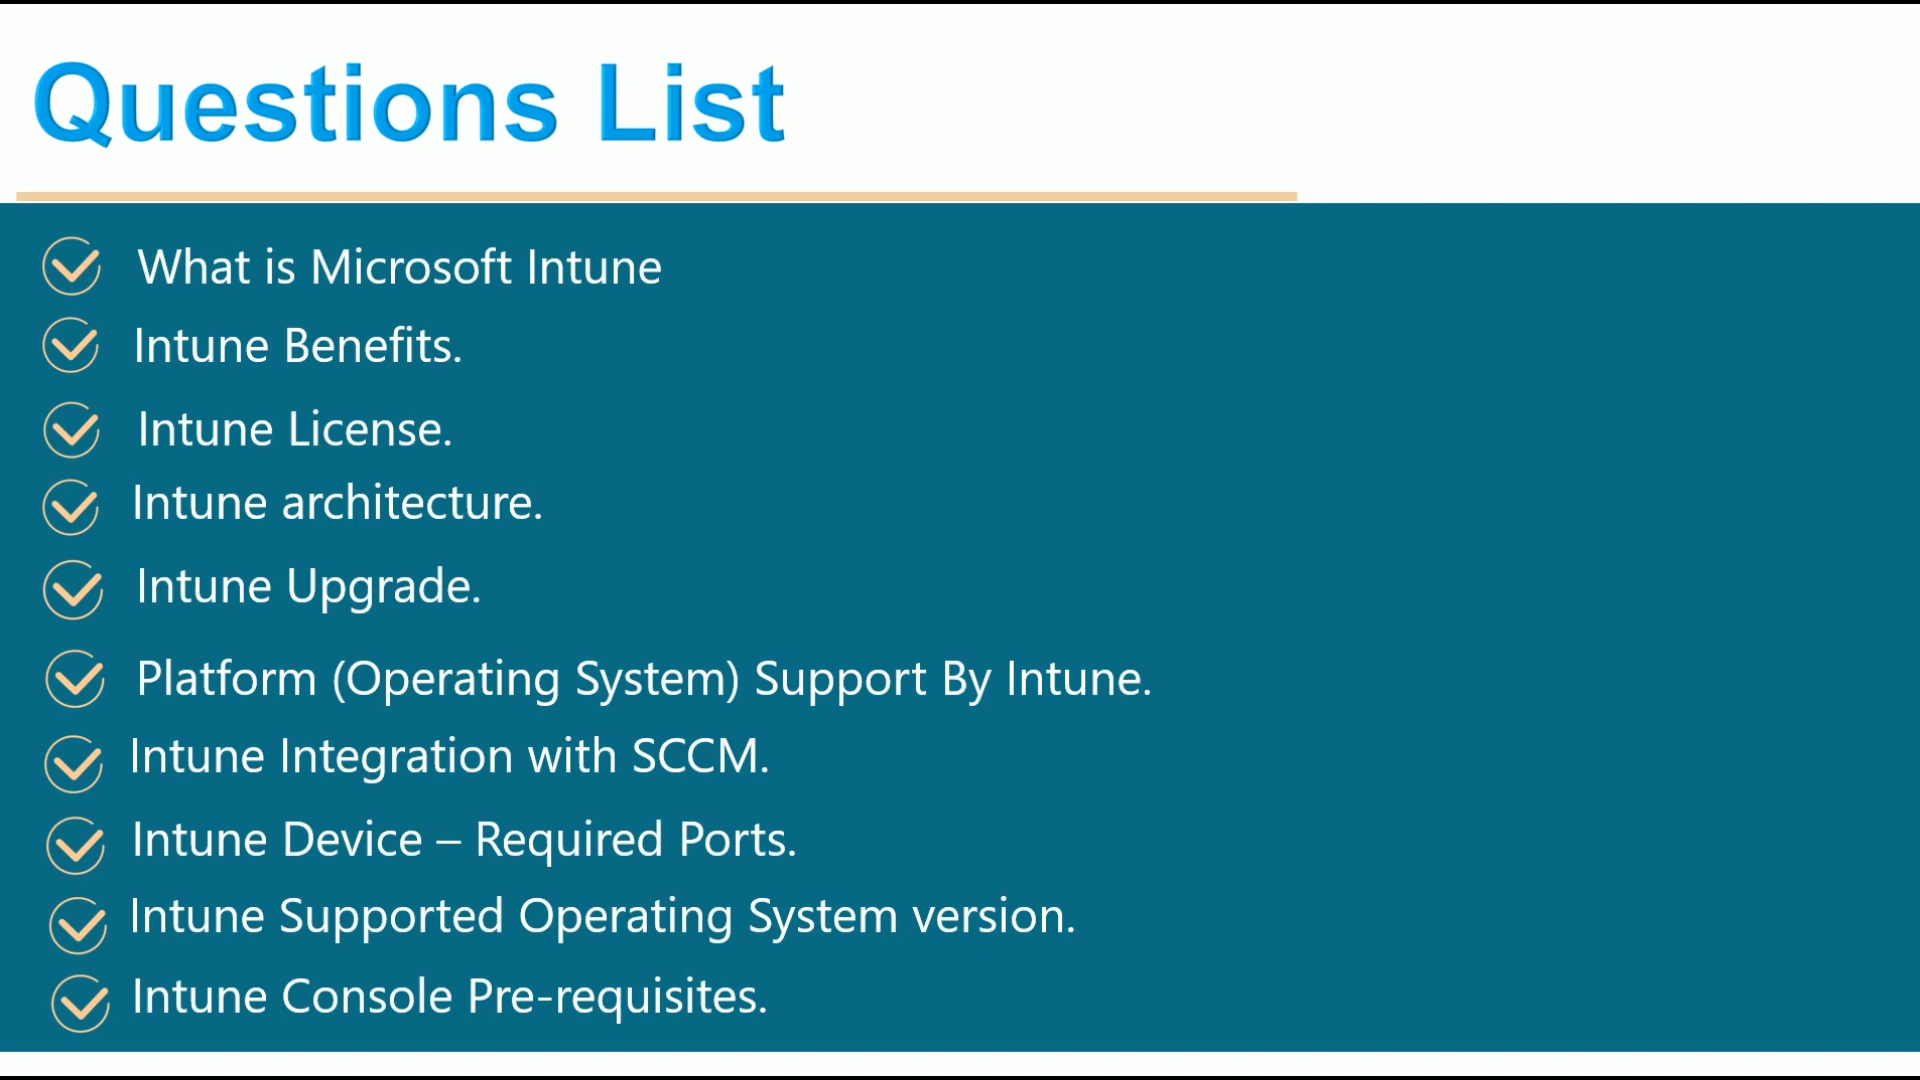 Questions List
What is Microsoft Intune
Intune Benefits.
Intune License.
Intune architecture.
Intune Upgrade.
Platform (Operating System) Support By Intune.
Intune Integration with SCCM.
Intune Device – Required Ports.
Intune Supported Operating System version.
Intune Console Pre-requisites.